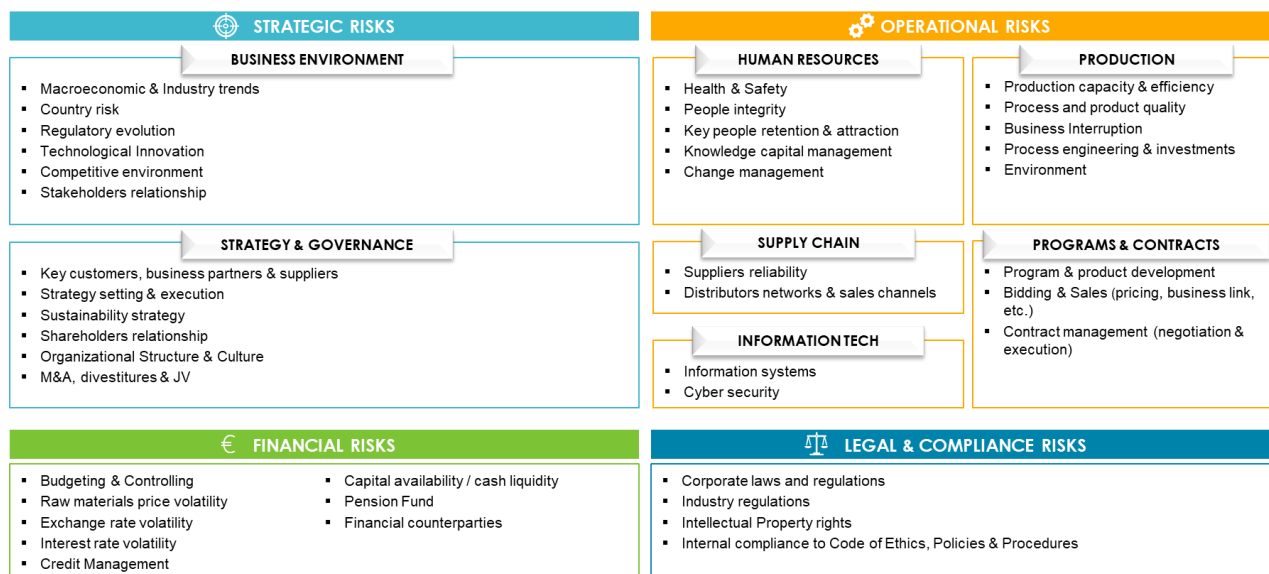 STRATEGIC RISKS
BUSINESS ENVIRONMENT
Macroeconomic & Industry trends
Country risk
Regulatory evolution
Technological Innovation
Competitive environment
Stakeholders relationship
STRATEGY & GOVERNANCE
Key customers, business partners & suppliers
Strategy setting & execution
Sustainability strategy
Shareholders relationship
Organizational Structure & Culture
M&A, divestitures & JV
OPERATIONAL RISKS
HUMAN RESOURCES
Health & Safety
People integrity
Key people retention & attraction
Knowledge capital management
Change management
PRODUCTION
Production capacity & efficiency
Process and product quality
Business Interruption
Process engineering & investments
Environment
SUPPLY CHAIN
Suppliers reliability
Distributors networks & sales channels
INFORMATION TECH
Information systems
Cyber security
PROGRAMS & CONTRACTS
Program & product development
Bidding & Sales (pricing, business link,
etc.)
Contract management (negotiation &
execution)
€ FINANCIAL RISKS
Budgeting & Controlling
Raw materials price volatility
Exchange rate volatility
Interest rate volatility
Credit Management
Capital availability / cash liquidity
Pension Fund
Financial counterparties
LEGAL & COMPLIANCE RISKS
Corporate laws and regulations
Industry regulations
Intellectual Property rights
Internal compliance to Code of Ethics, Policies & Procedures